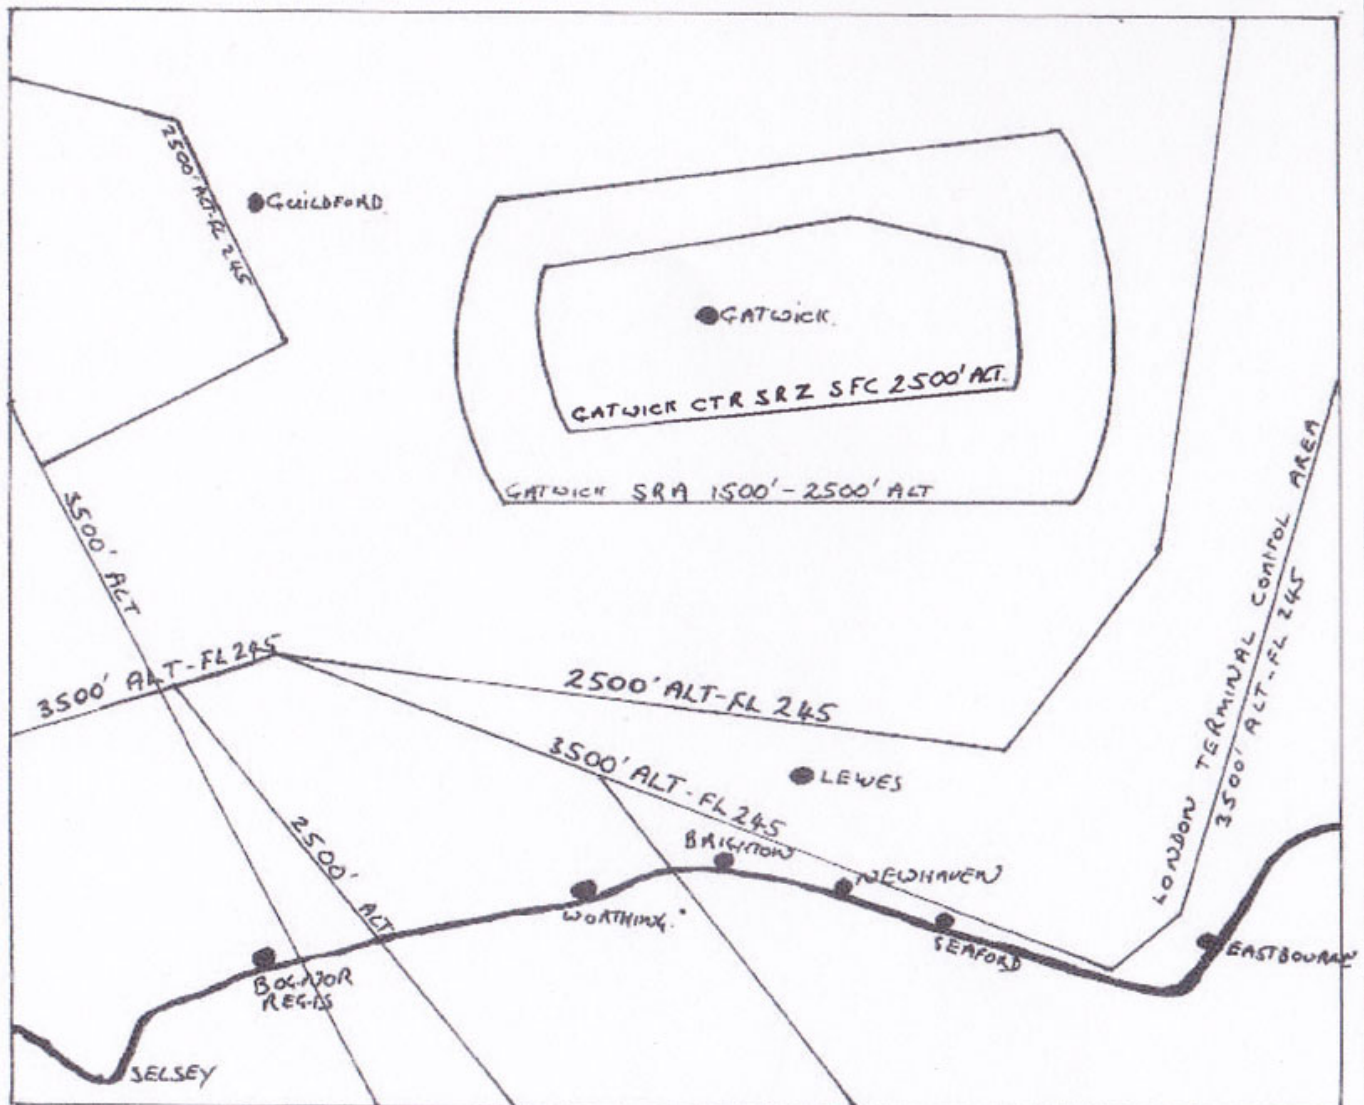 2500' ALT-FL 245
GUILDFORD
GATWICK.
GATWICK CTR SRZ SFC 2500' ALT.
GATWICK SRA 1500'-2500' ALT
3500' ALT
3500' ALT-FL 245
2500' ALT-FL 245
3500' ALT-FL 245
LEWES
LONDON TERMINAL CONTROL AREA
3500' ALT-FL 245
2500' ALT
BRIGHTON
NEWHAVEN
WORTHING.
SEAFORD
EASTBOURN
BOGNOR
REGIS
SELSEY